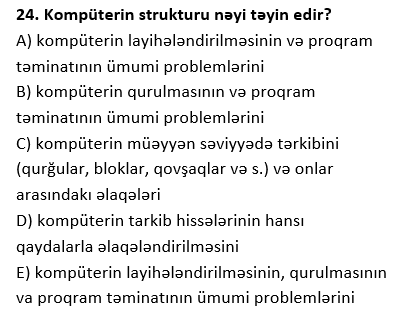 24. Kompüterin strukturu nəyi təyin edir?
A) kompüterin layihələndirilməsinin və proqram
təminatının ümumi problemlərini
B) kompüterin qurulmasının və proqram
təminatının ümumi problemlərini
C) kompüterin müəyyən səviyyədə tərkibini
(qurğular, bloklar, qovşaqlar və s.) və onlar
arasındakı əlaqələri
D) kompüterin tarkib hissələrinin hansı
qaydalarla əlaqələndirilməsini
E) kompüterin layihələndirilməsinin, qurulmasının
va proqram təminatının ümumi problemlərini